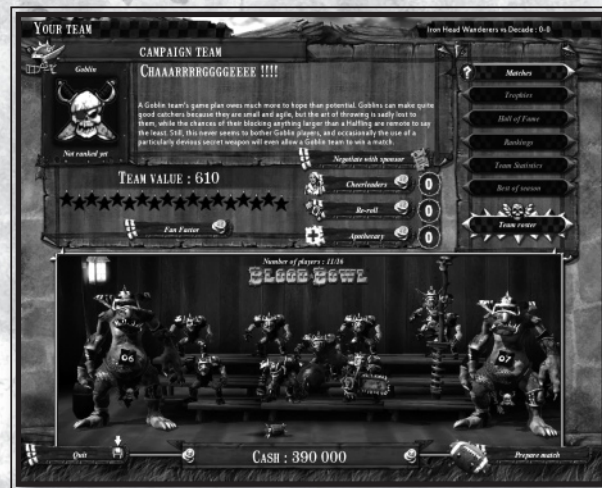 YOUR TEAM
Iron Head Wanderers vs Decade : 0-0
CAMPAIGN TEAM
Goblin
CHAAARRRRGGGGEEEE !!!!
A Goblin team's game plan owes much more to hope than potential. Goblins can make quite
good catchers because they are small and agile, but the art of throwing is sadly lost to
them, while the chances of their blocking anything larger than a Halfling are remote to say
the least. Still, this never seems to bother Goblin players, and occasionally the use of a
particularly devious secret weapon will even allow a Goblin team to win a match.
Not ranked yet
Negotiate with sponsor
TEAM VALUE : 610
Cheerleaders
0
Re-roll
0
Fan Factor
Apothecary
0
?
Matches
Trophies
Hall of Fame
Rankings
Team Statistics
Best of season
Team roster
Number of players : 11/16
BLOOD BOWL
06
07
Quit
CASH : 390 000
Prepare match